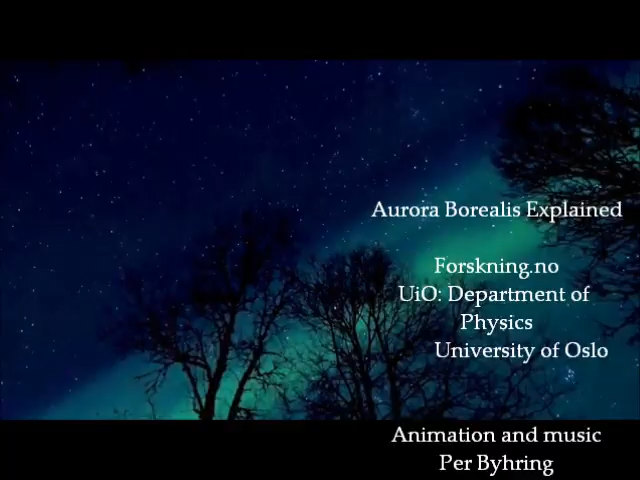 Aurora Borealis Explained
Forskning.no
UiO: Department of
Physics
University of Oslo
Animation and music
Per Byhring